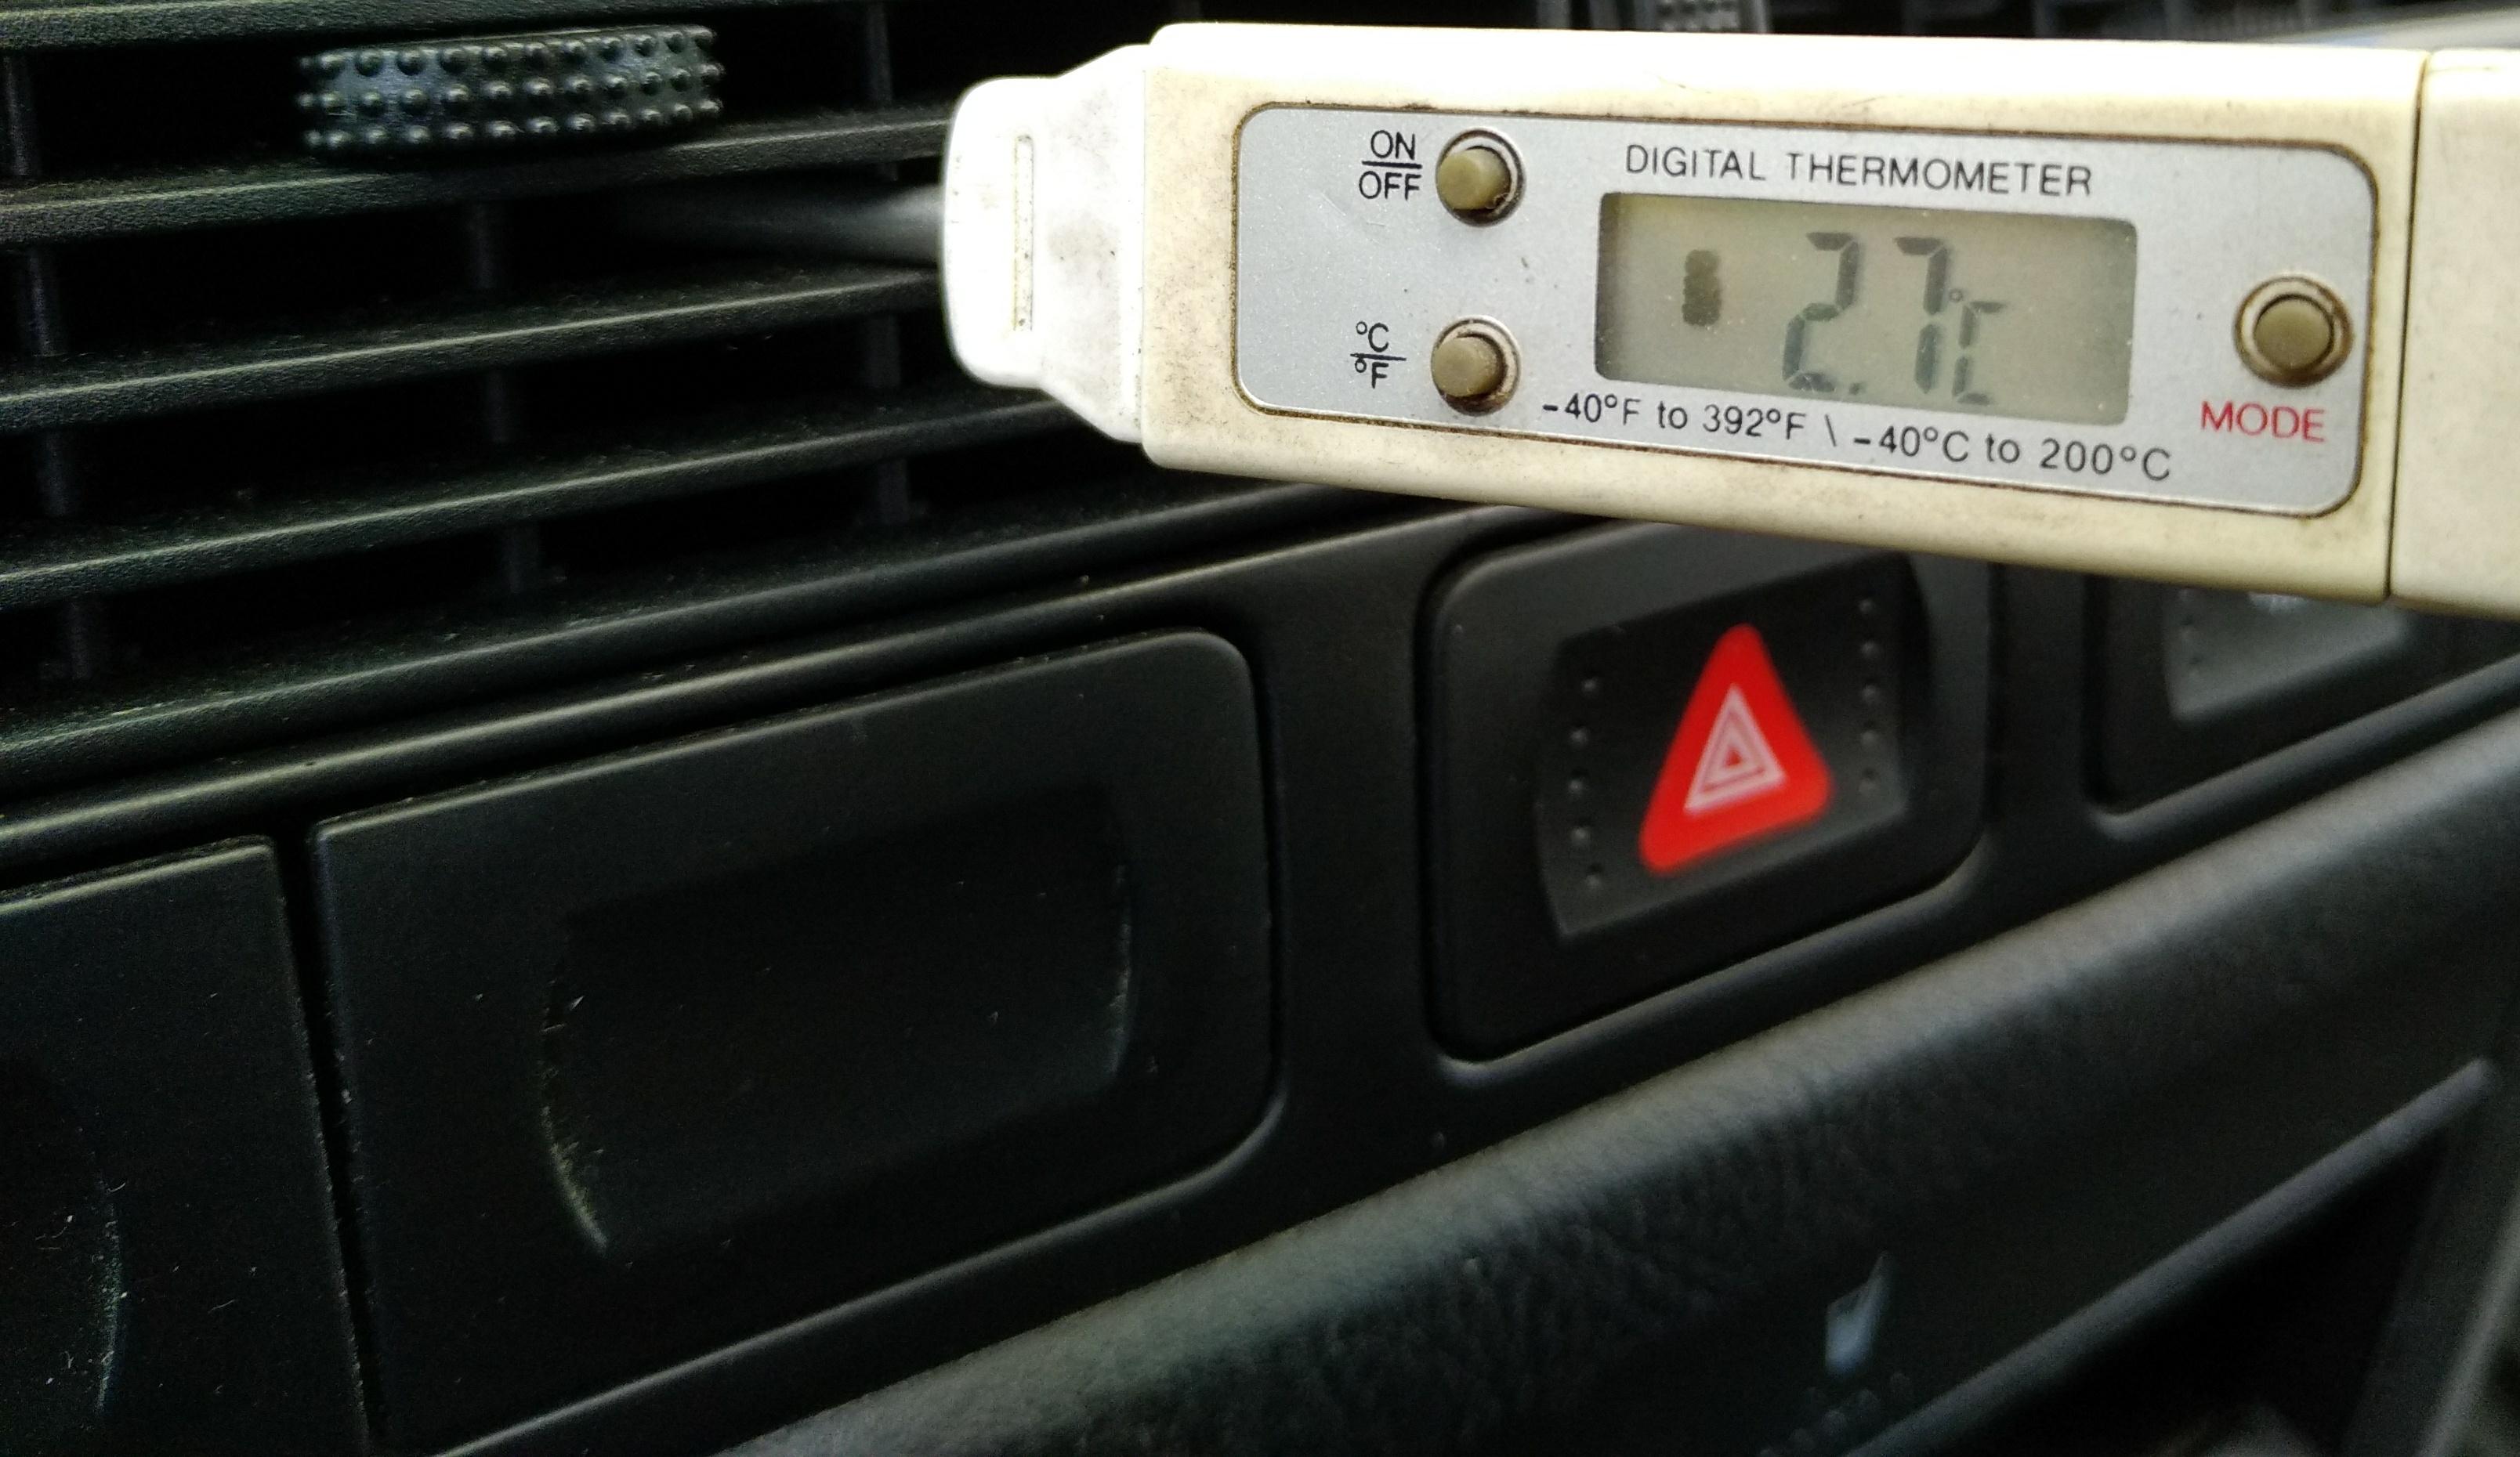 ON
OFF
DIGITAL THERMOMETER
2.7°C
°C
°F
-40°F to 392°F \ -40°C to 200°C
MODE